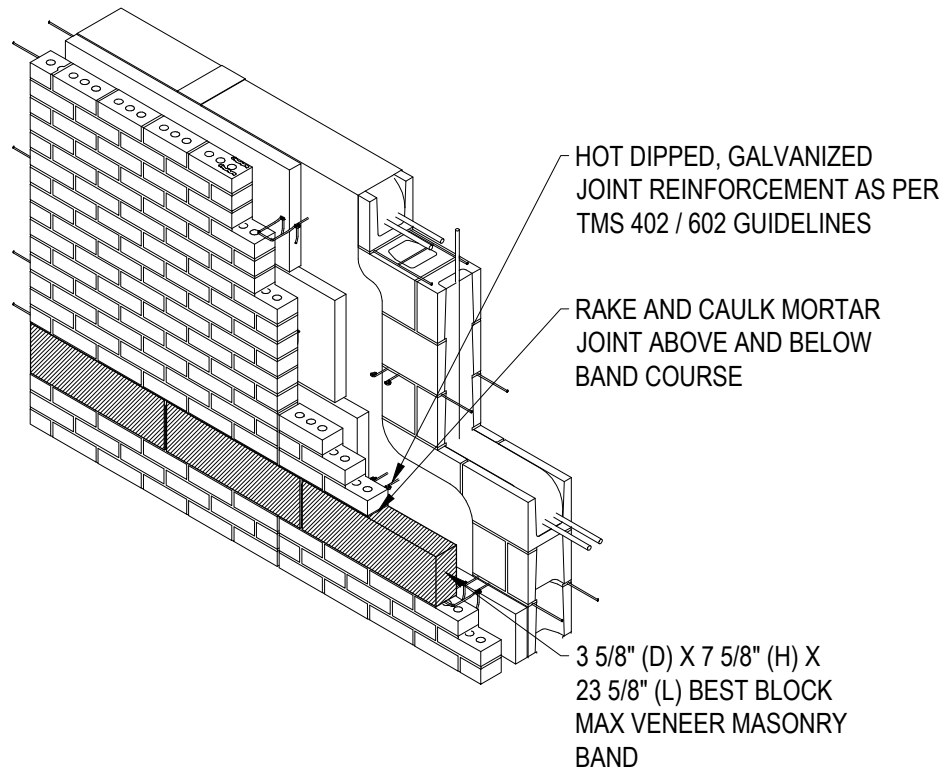 HOT DIPPED, GALVANIZED
JOINT REINFORCEMENT AS PER
TMS 402 / 602 GUIDELINES
RAKE AND CAULK MORTAR
JOINT ABOVE AND BELOW
BAND COURSE
3 5/8" (D) X 7 5/8" (H) X
23 5/8" (L) BEST BLOCK
MAX VENEER MASONRY
BAND